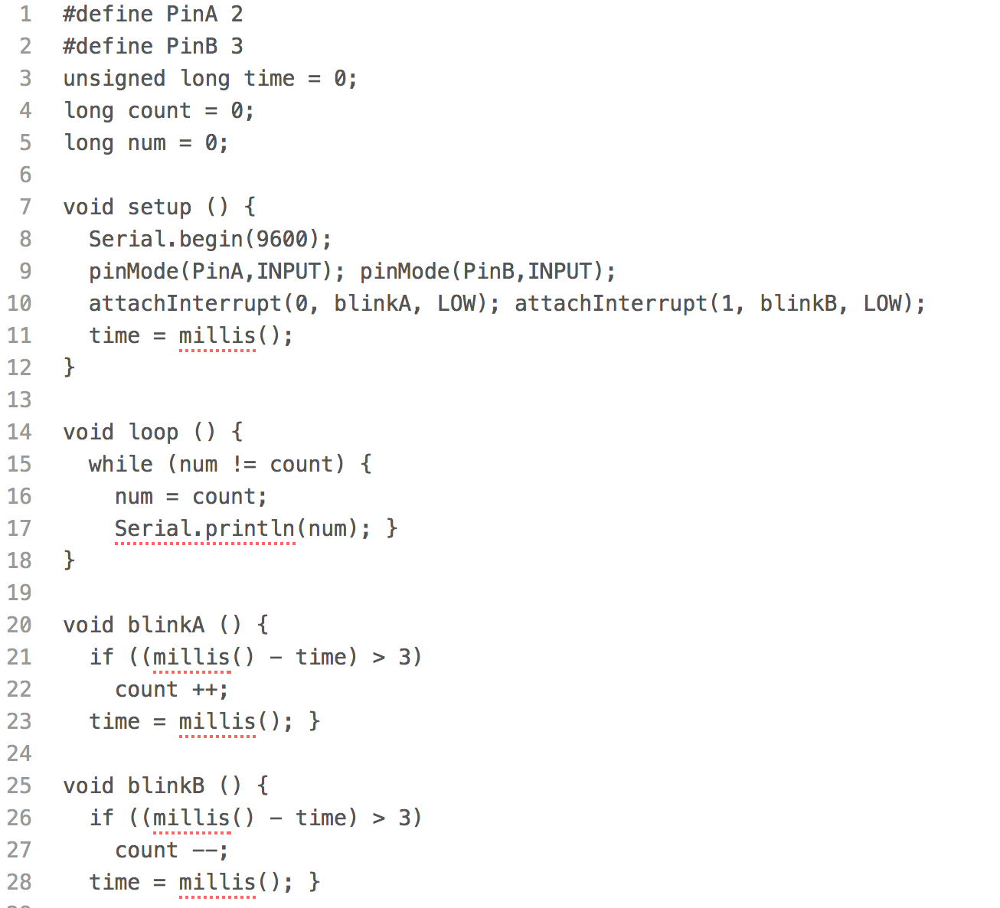 1 #define PinA 2
2 #define PinB 3
3 unsigned long time = 0;
4 long count = 0;
5 long num = 0;
6
7 void setup () {
8 Serial.begin(9600);
9 pinMode(PinA,INPUT); pinMode(PinB,INPUT);
10 attachInterrupt(0, blinkA, LOW); attachInterrupt(1, blinkB, LOW);
11 time = millis();
12 }
13
14 void loop () {
15 while (num != count) {
16 num = count;
17 Serial.println(num); }
18 }
19
20 void blinkA () {
21 if ((millis() - time) > 3)
22 count ++;
23 time = millis(); }
24
25 void blinkB () {
26 if ((millis() - time) > 3)
27 count --;
28 time = millis(); }